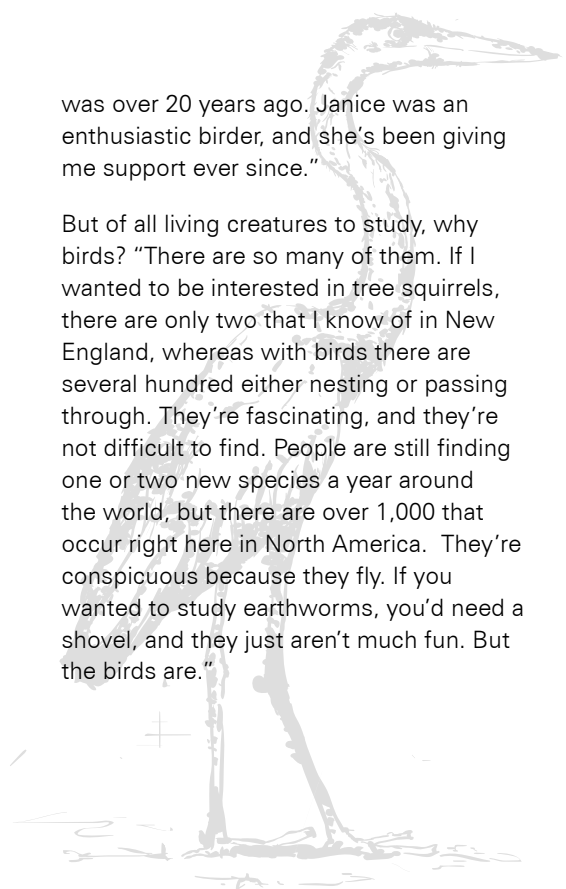 was over 20 years ago. Janice was an
enthusiastic birder, and she’s been giving
me support ever since.”
But of all living creatures to study, why
birds? “There are so many of them. If I
wanted to be interested in tree squirrels,
there are only two that I know of in New
England, whereas with birds there are
several hundred either nesting or passing
through. They’re fascinating, and they’re
not difficult to find. People are still finding
one or two new species a year around
the world, but there are over 1,000 that
occur right here in North America.  They’re
conspicuous because they fly. If you
wanted to study earthworms, you’d need a
shovel, and they just aren’t much fun. But
the birds are.”